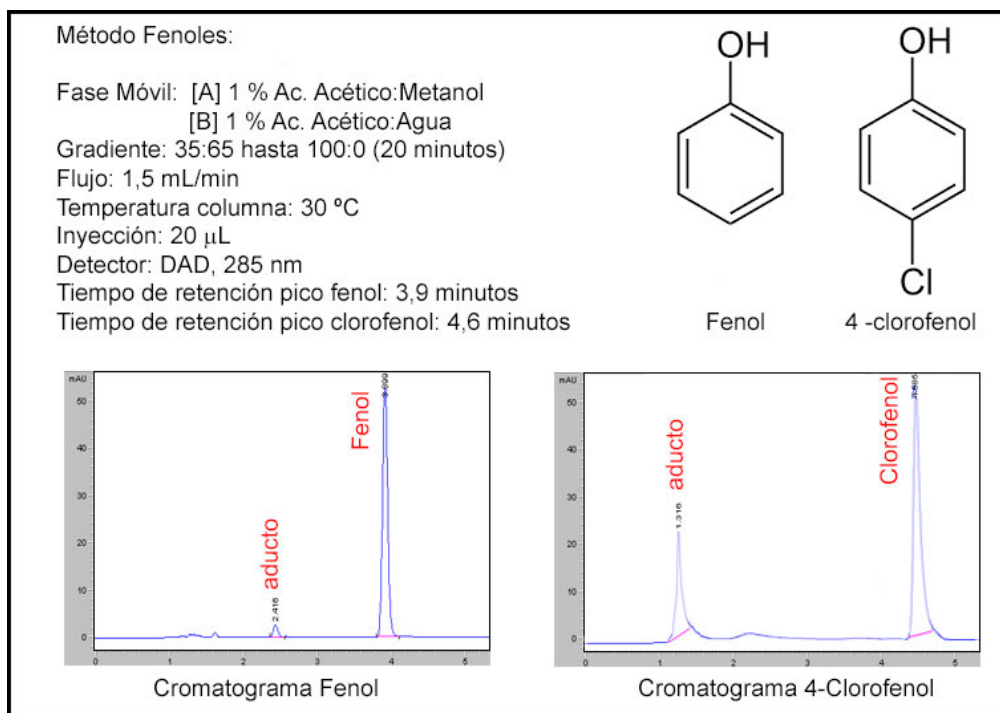 Método Fenoles:
Fase Móvil: [A] 1 % Ac. Acético:Metanol
[B] 1 % Ac. Acético:Agua
Gradiente: 35:65 hasta 100:0 (20 minutos)
Flujo: 1,5 mL/min
Temperatura columna: 30 ºC
Inyección: 20 µL
Detector: DAD, 285 nm
Tiempo de retención pico fenol: 3,9 minutos
Tiempo de retención pico clorofenol: 4,6 minutos
OH
Fenol
OH
Cl
4 -clorofenol
mAU
50
40
30
20
10
0
0 1 2 3 4 5
aducto
2.416
Fenol
Cromatograma Fenol
mAU
50
40
30
20
10
0
0 1 2 3 4 5
aducto
1.316
Clorofenol
Cromatograma 4-Clorofenol